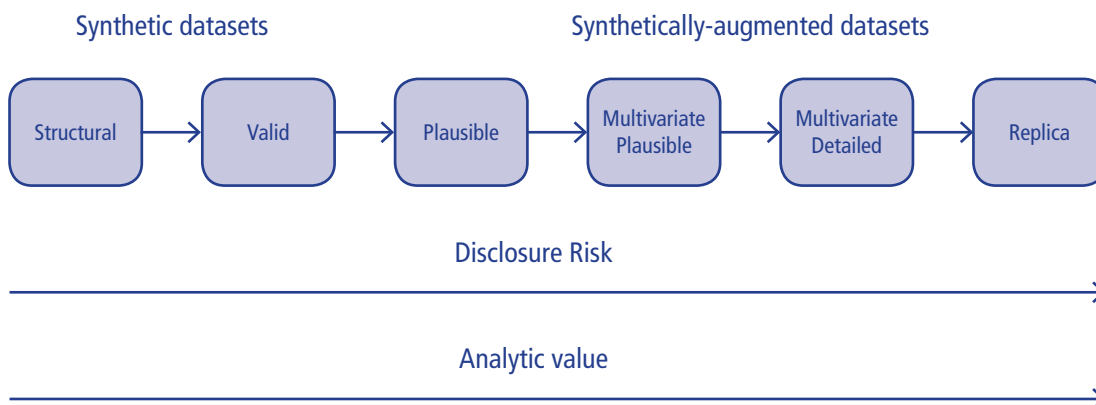 Synthetic datasets
Synthetically-augmented datasets
Structural
Valid
Plausible
Multivariate
Plausible
Multivariate
Detailed
Replica
Disclosure Risk
Analytic value